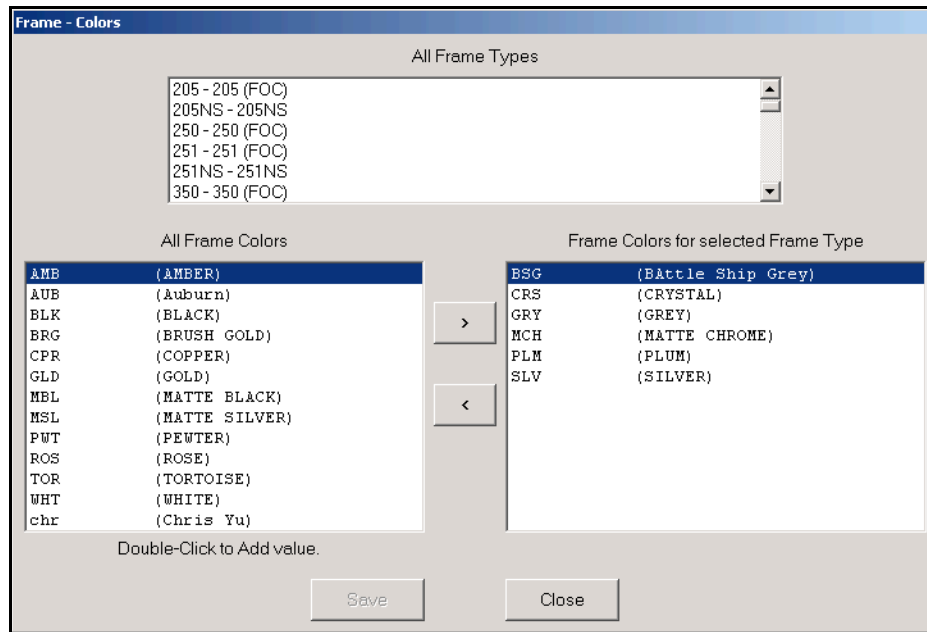 Frame - Colors
All Frame Types
205 - 205 (FOC)
205NS - 205NS
250 - 250 (FOC)
251 - 251 (FOC)
251NS - 251NS
350 - 350 (FOC)
All Frame Colors
AMB (AMBER)
AUB (Auburn)
BLK (BLACK)
BRG (BRUSH GOLD)
CPR (COPPER)
GLD (GOLD)
MBL (MATTE BLACK)
MSL (MATTE SILVER)
PWT (PEWTER)
ROS (ROSE)
TOR (TORTOISE)
WHT (WHITE)
chr (Chris Yu)
Double-Click to Add value.
>
<
Frame Colors for selected Frame Type
BSG (BAttle Ship Grey)
CRS (CRYSTAL)
GRY (GREY)
MCH (MATTE CHROME)
PLM (PLUM)
SLV (SILVER)
Save
Close